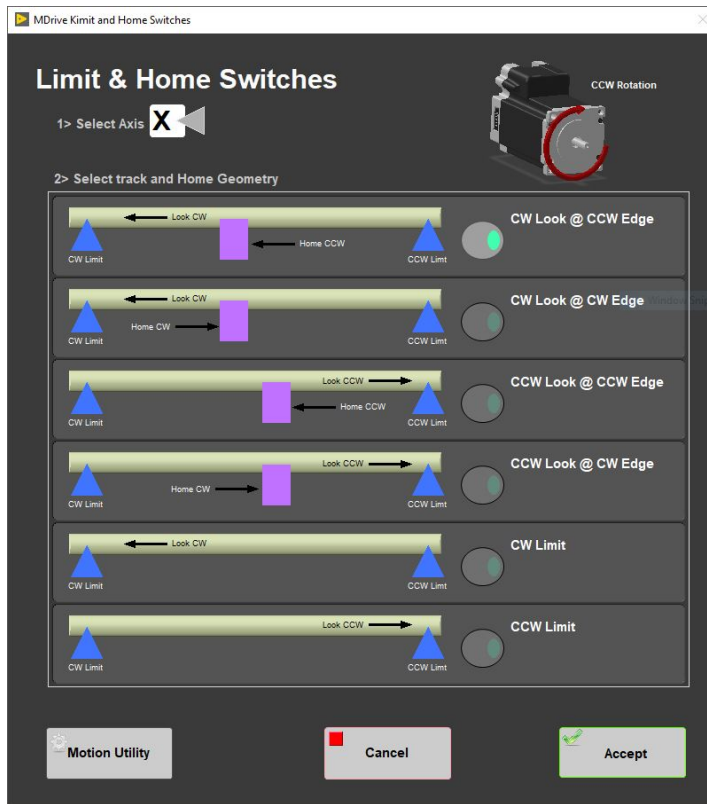 MDrive Kimit and Home Switches
Limit & Home Switches
CCW Rotation
1> Select Axis X
2> Select track and Home Geometry
Look CW
CW Look @ CCW Edge
Home CCW
CW Limit
CCW Limt
Look CW
CW Look @ CW Edge
Window Snip
Home CW
CW Limit
CCW Limt
Look CCW
CCW Look @ CCW Edge
Home CCW
CW Limit
CCW Limt
Look CCW
CCW Look @ CW Edge
Home CW
CW Limit
CCW Limt
Look CW
CW Limit
CW Limit
CCW Limt
Look CCW
CCW Limit
CW Limit
CCW Limt
Motion Utility
Cancel
Accept